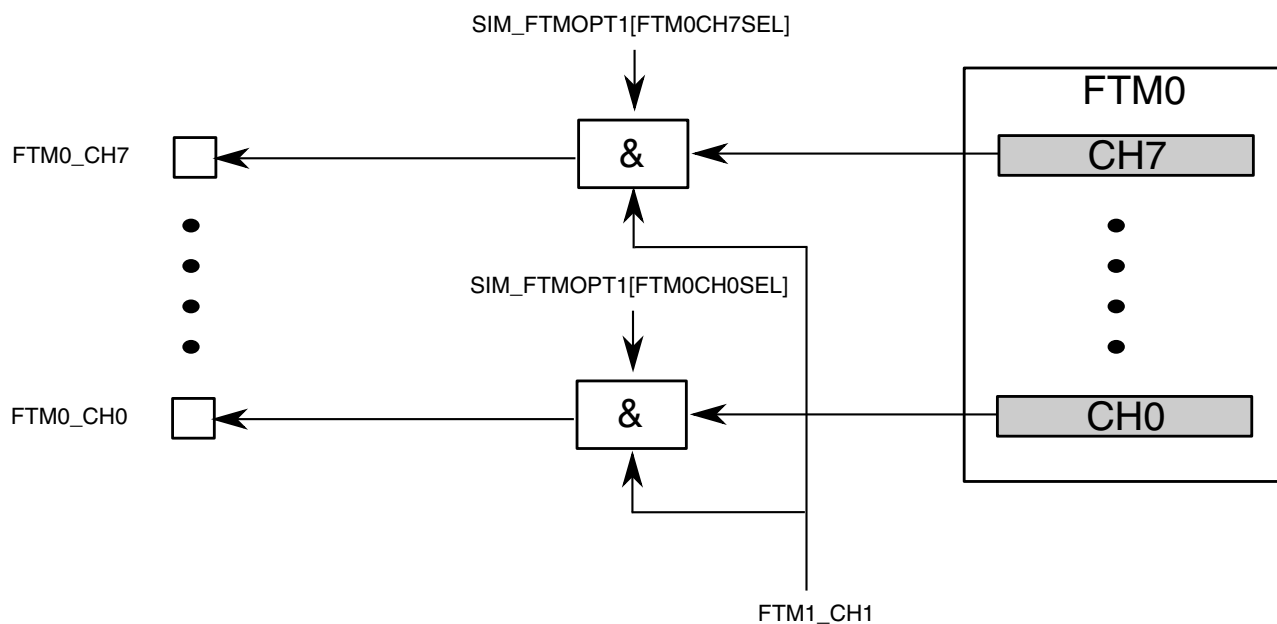 SIM_FTMOPT1[FTM0CH7SEL]
FTM0
FTM0_CH7
&
CH7
SIM_FTMOPT1[FTM0CH0SEL]
FTM0_CH0
&
CH0
FTM1_CH1